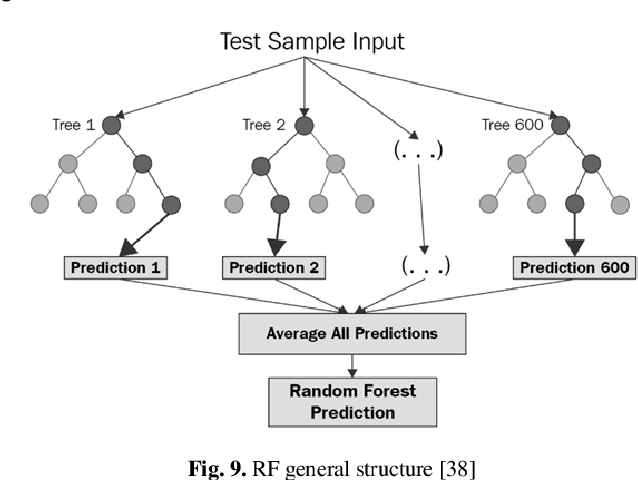 Test Sample Input
Tree 1
Tree 2
(. . .)
Tree 600
Prediction 1
Prediction 2
(. . .)
Prediction 600
Average All Predictions
Random Forest
Prediction
Fig. 9. RF general structure [38]